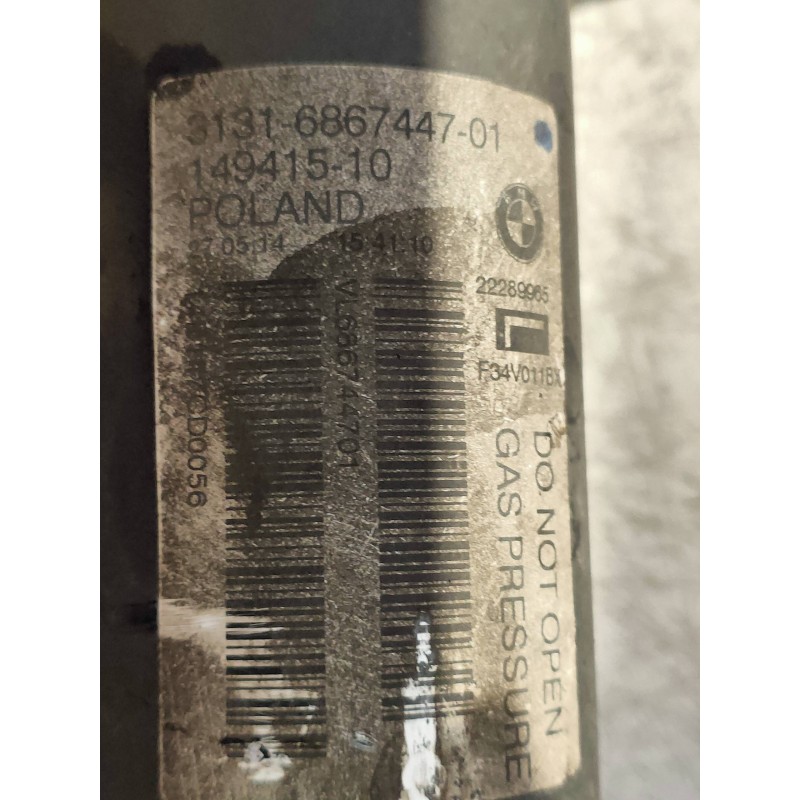 3131-6867447-01
149415-10
POLAND
27.05.14 15:41:10
22289965
F34V011BX
VL686744701
D0056
DO NOT OPEN
GAS PRESSURE